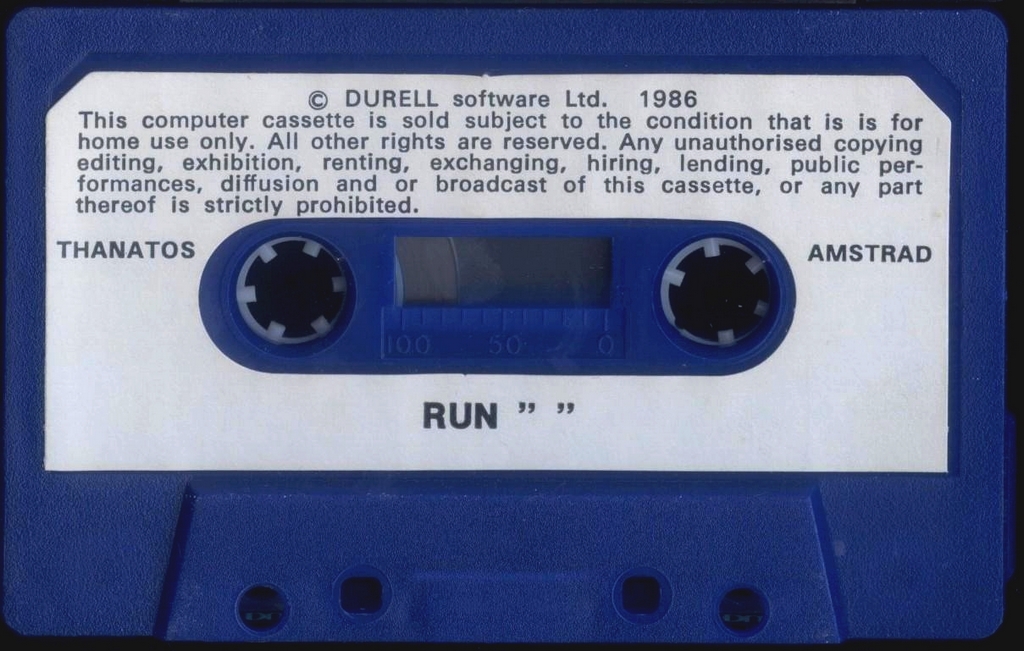 © DURELL software Ltd. 1986
This computer cassette is sold subject to the condition that is is for
home use only. All other rights are reserved. Any unauthorised copying
editing, exhibition, renting, exchanging, hiring, lending, public per-
formances, diffusion and or broadcast of this cassette, or any part
thereof is strictly prohibited.
THANATOS
AMSTRAD
100 50 0
RUN ” ”